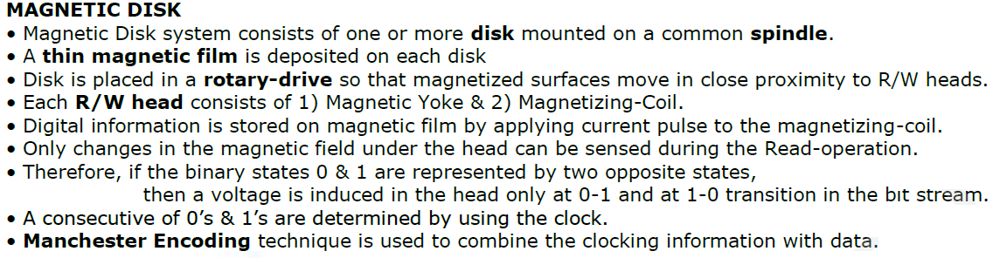 MAGNETIC DISK
• Magnetic Disk system consists of one or more disk mounted on a common spindle.
• A thin magnetic film is deposited on each disk
• Disk is placed in a rotary-drive so that magnetized surfaces move in close proximity to R/W heads.
• Each R/W head consists of 1) Magnetic Yoke & 2) Magnetizing-Coil.
• Digital information is stored on magnetic film by applying current pulse to the magnetizing-coil.
• Only changes in the magnetic field under the head can be sensed during the Read-operation.
• Therefore, if the binary states 0 & 1 are represented by two opposite states,
then a voltage is induced in the head only at 0-1 and at 1-0 transition in the bit stream.
• A consecutive of 0’s & 1’s are determined by using the clock.
• Manchester Encoding technique is used to combine the clocking information with data.